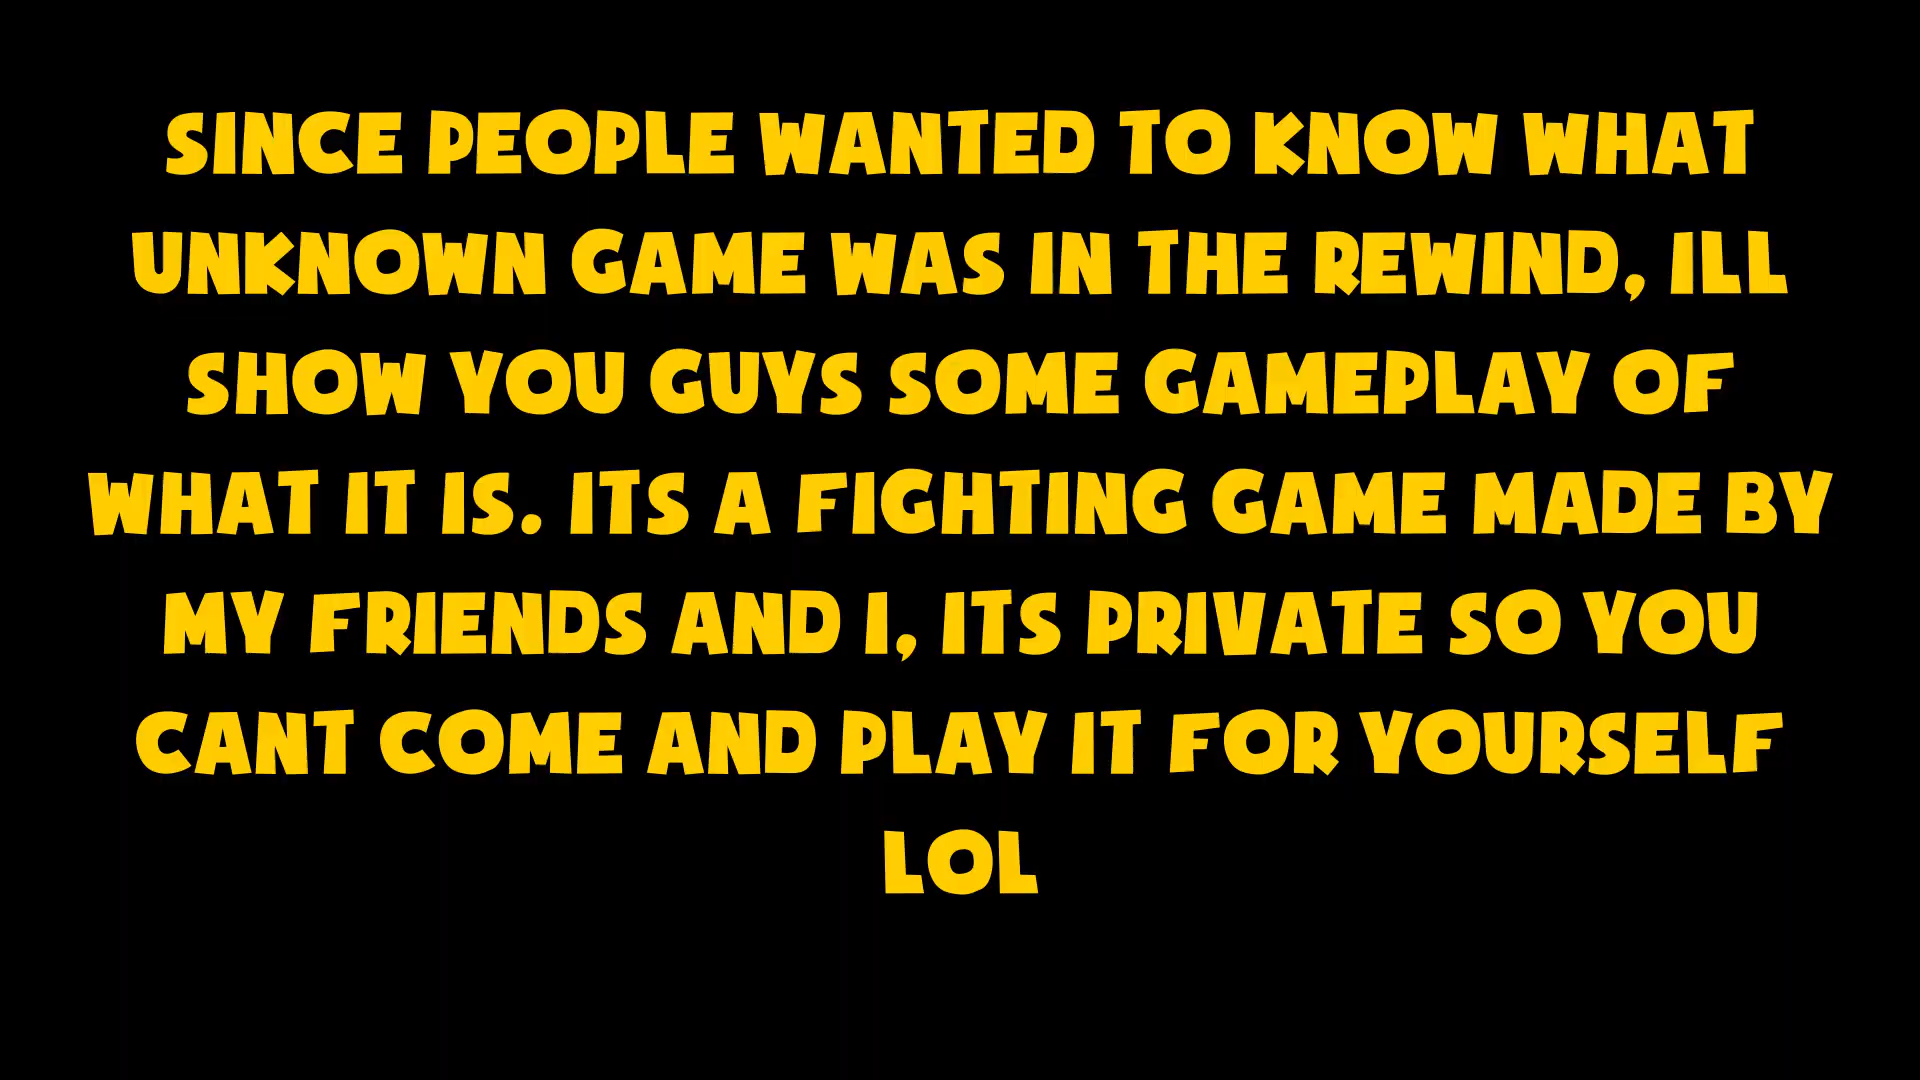 SINCE PEOPLE WANTED TO KNOW WHAT
UNKNOWN GAME WAS IN THE REWIND, ILL
SHOW YOU GUYS SOME GAMEPLAY OF
WHAT IT IS. ITS A FIGHTING GAME MADE BY
MY FRIENDS AND I, ITS PRIVATE SO YOU
CANT COME AND PLAY IT FOR YOURSELF
LOL